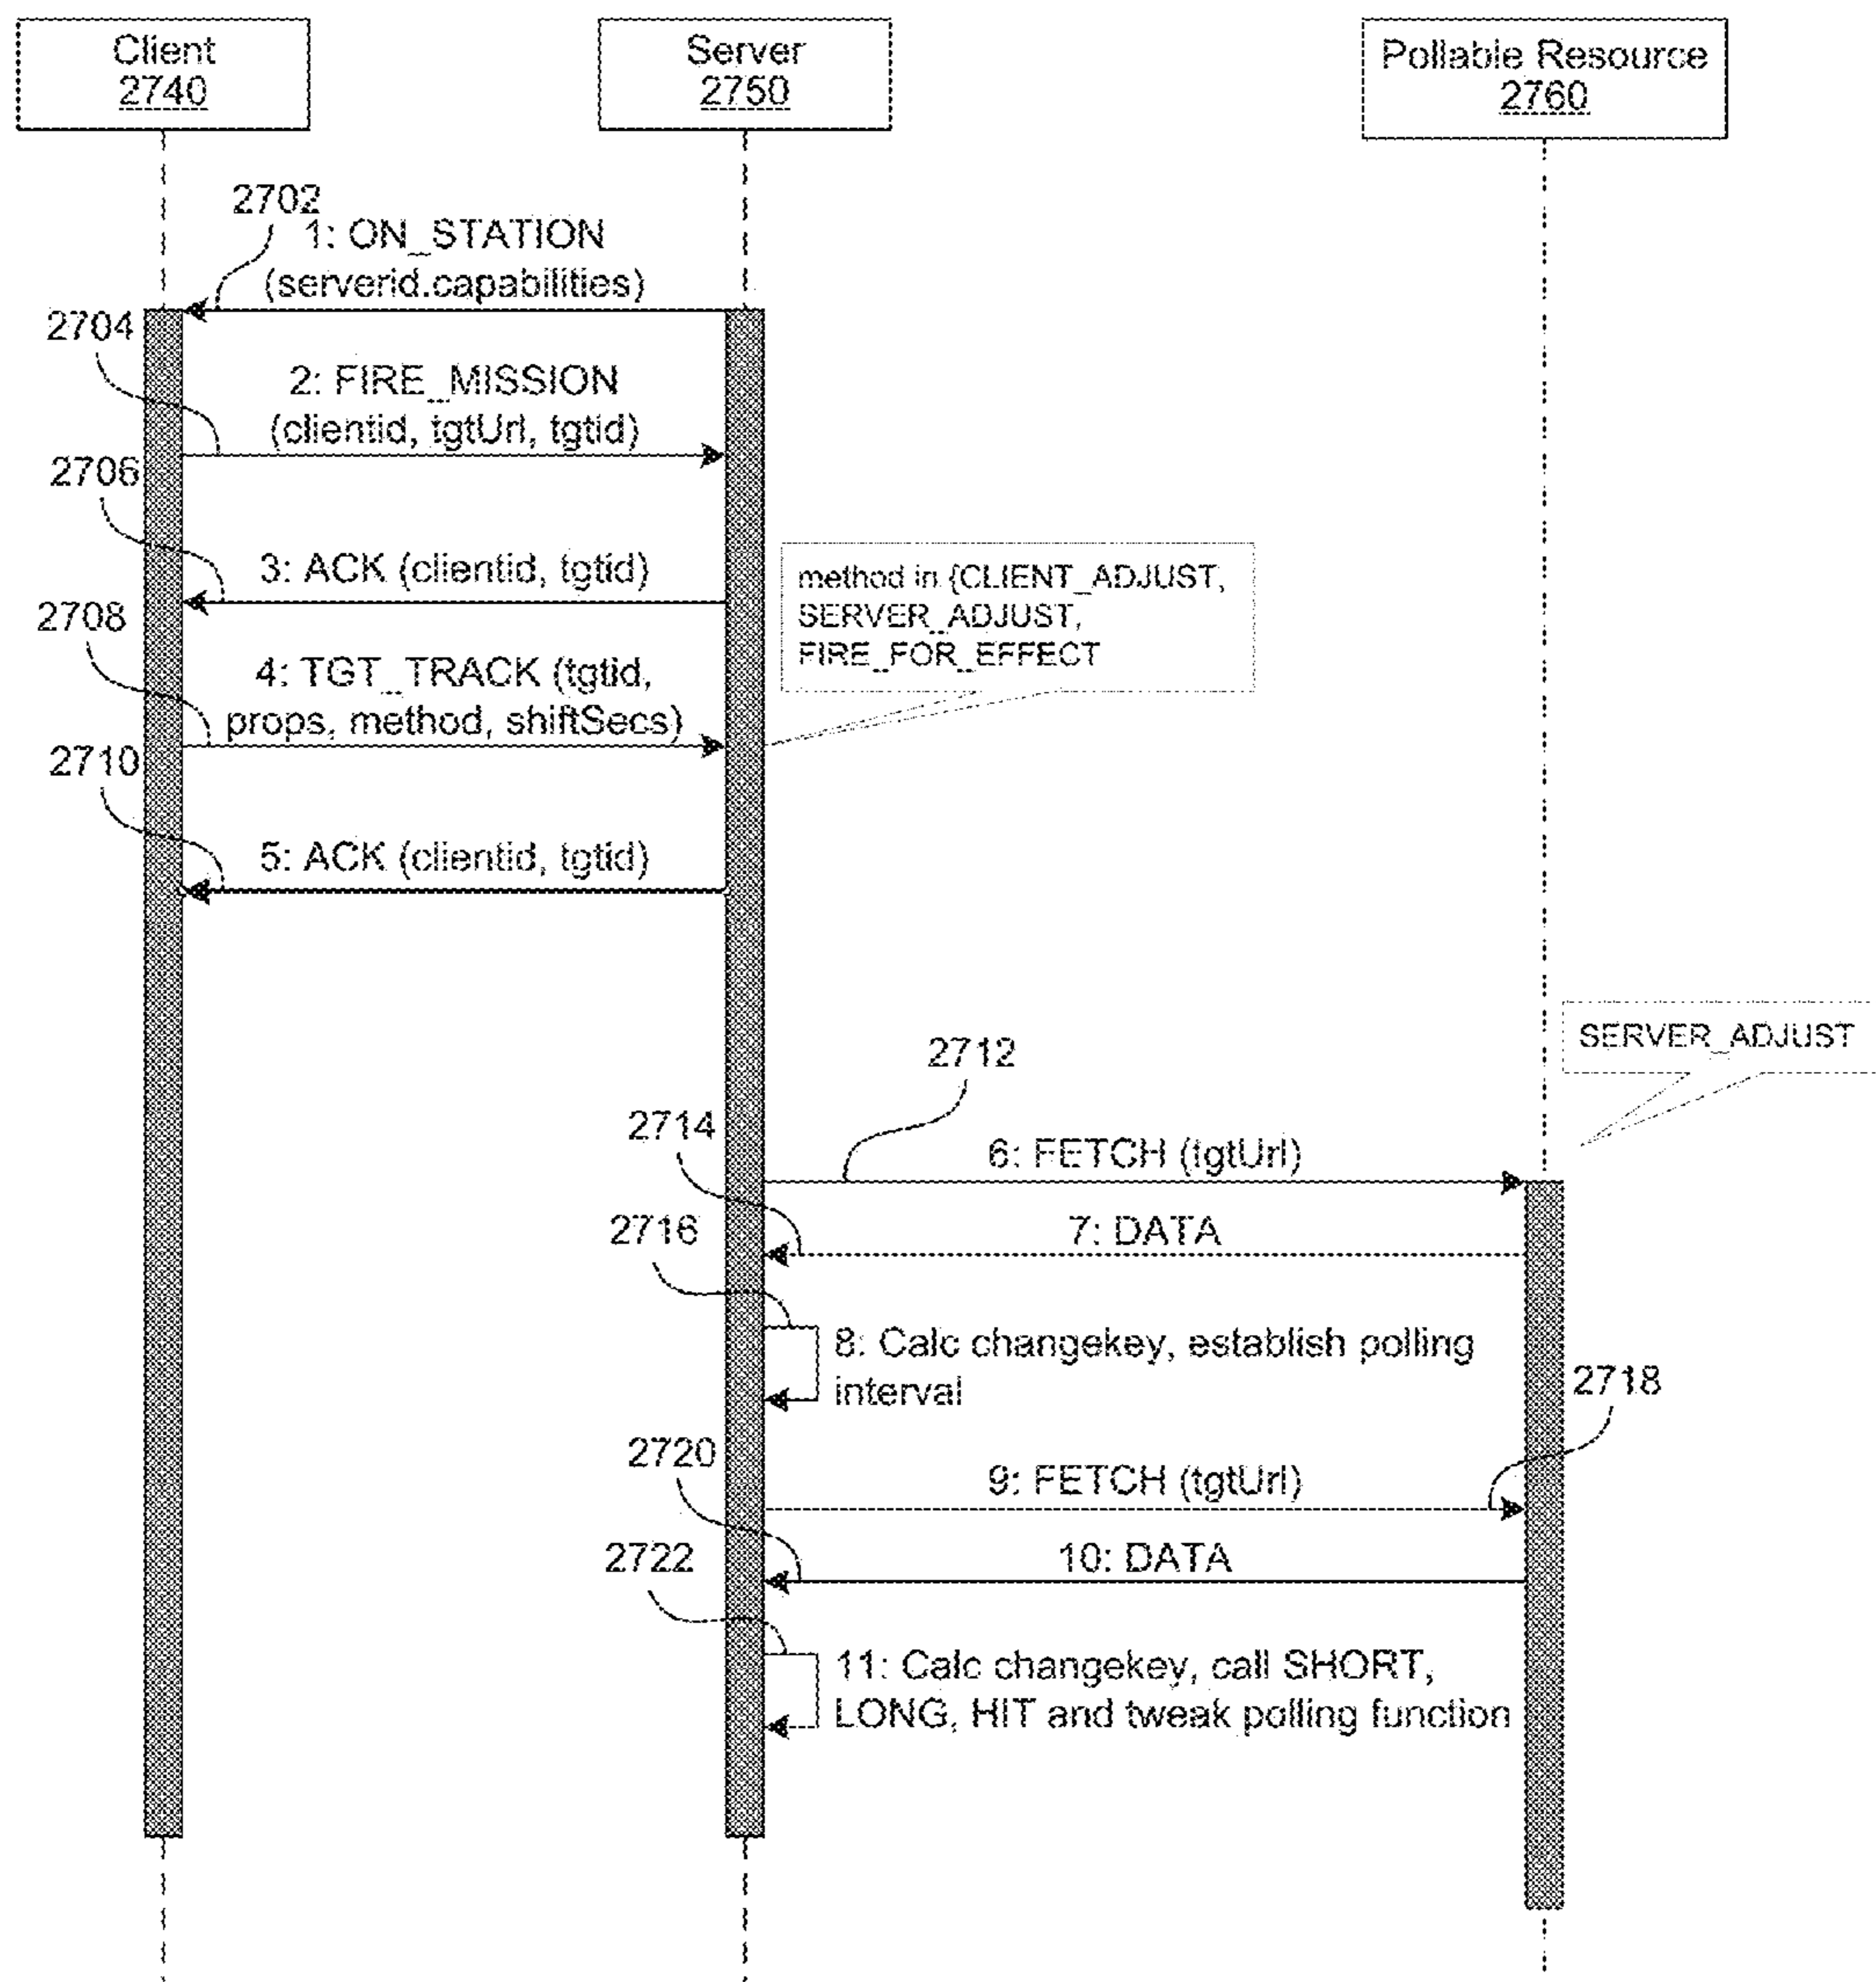 Client
2740
Server
2750
Pollable Resource
2760
2702
1: ON_STATION
(serverid.capabilities)
2704
2: FIRE_MISSION
(clientid, tgtUrl, tgtid)
2706
3: ACK (clientid, tgtid)
method in {CLIENT_ADJUST,
SERVER_ADJUST,
FIRE_FOR_EFFECT
2708
4: TGT_TRACK (tgtid,
props, method, shiftSecs)
2710
5: ACK (clientid, tgtid)
SERVER_ADJUST
2712
2714
6: FETCH (tgtUrl)
2716
7: DATA
8: Calc changekey, establish polling
interval
2718
2720
9: FETCH (tgtUrl)
2722
10: DATA
11: Calc changekey, call SHORT,
LONG, HIT and tweak polling function